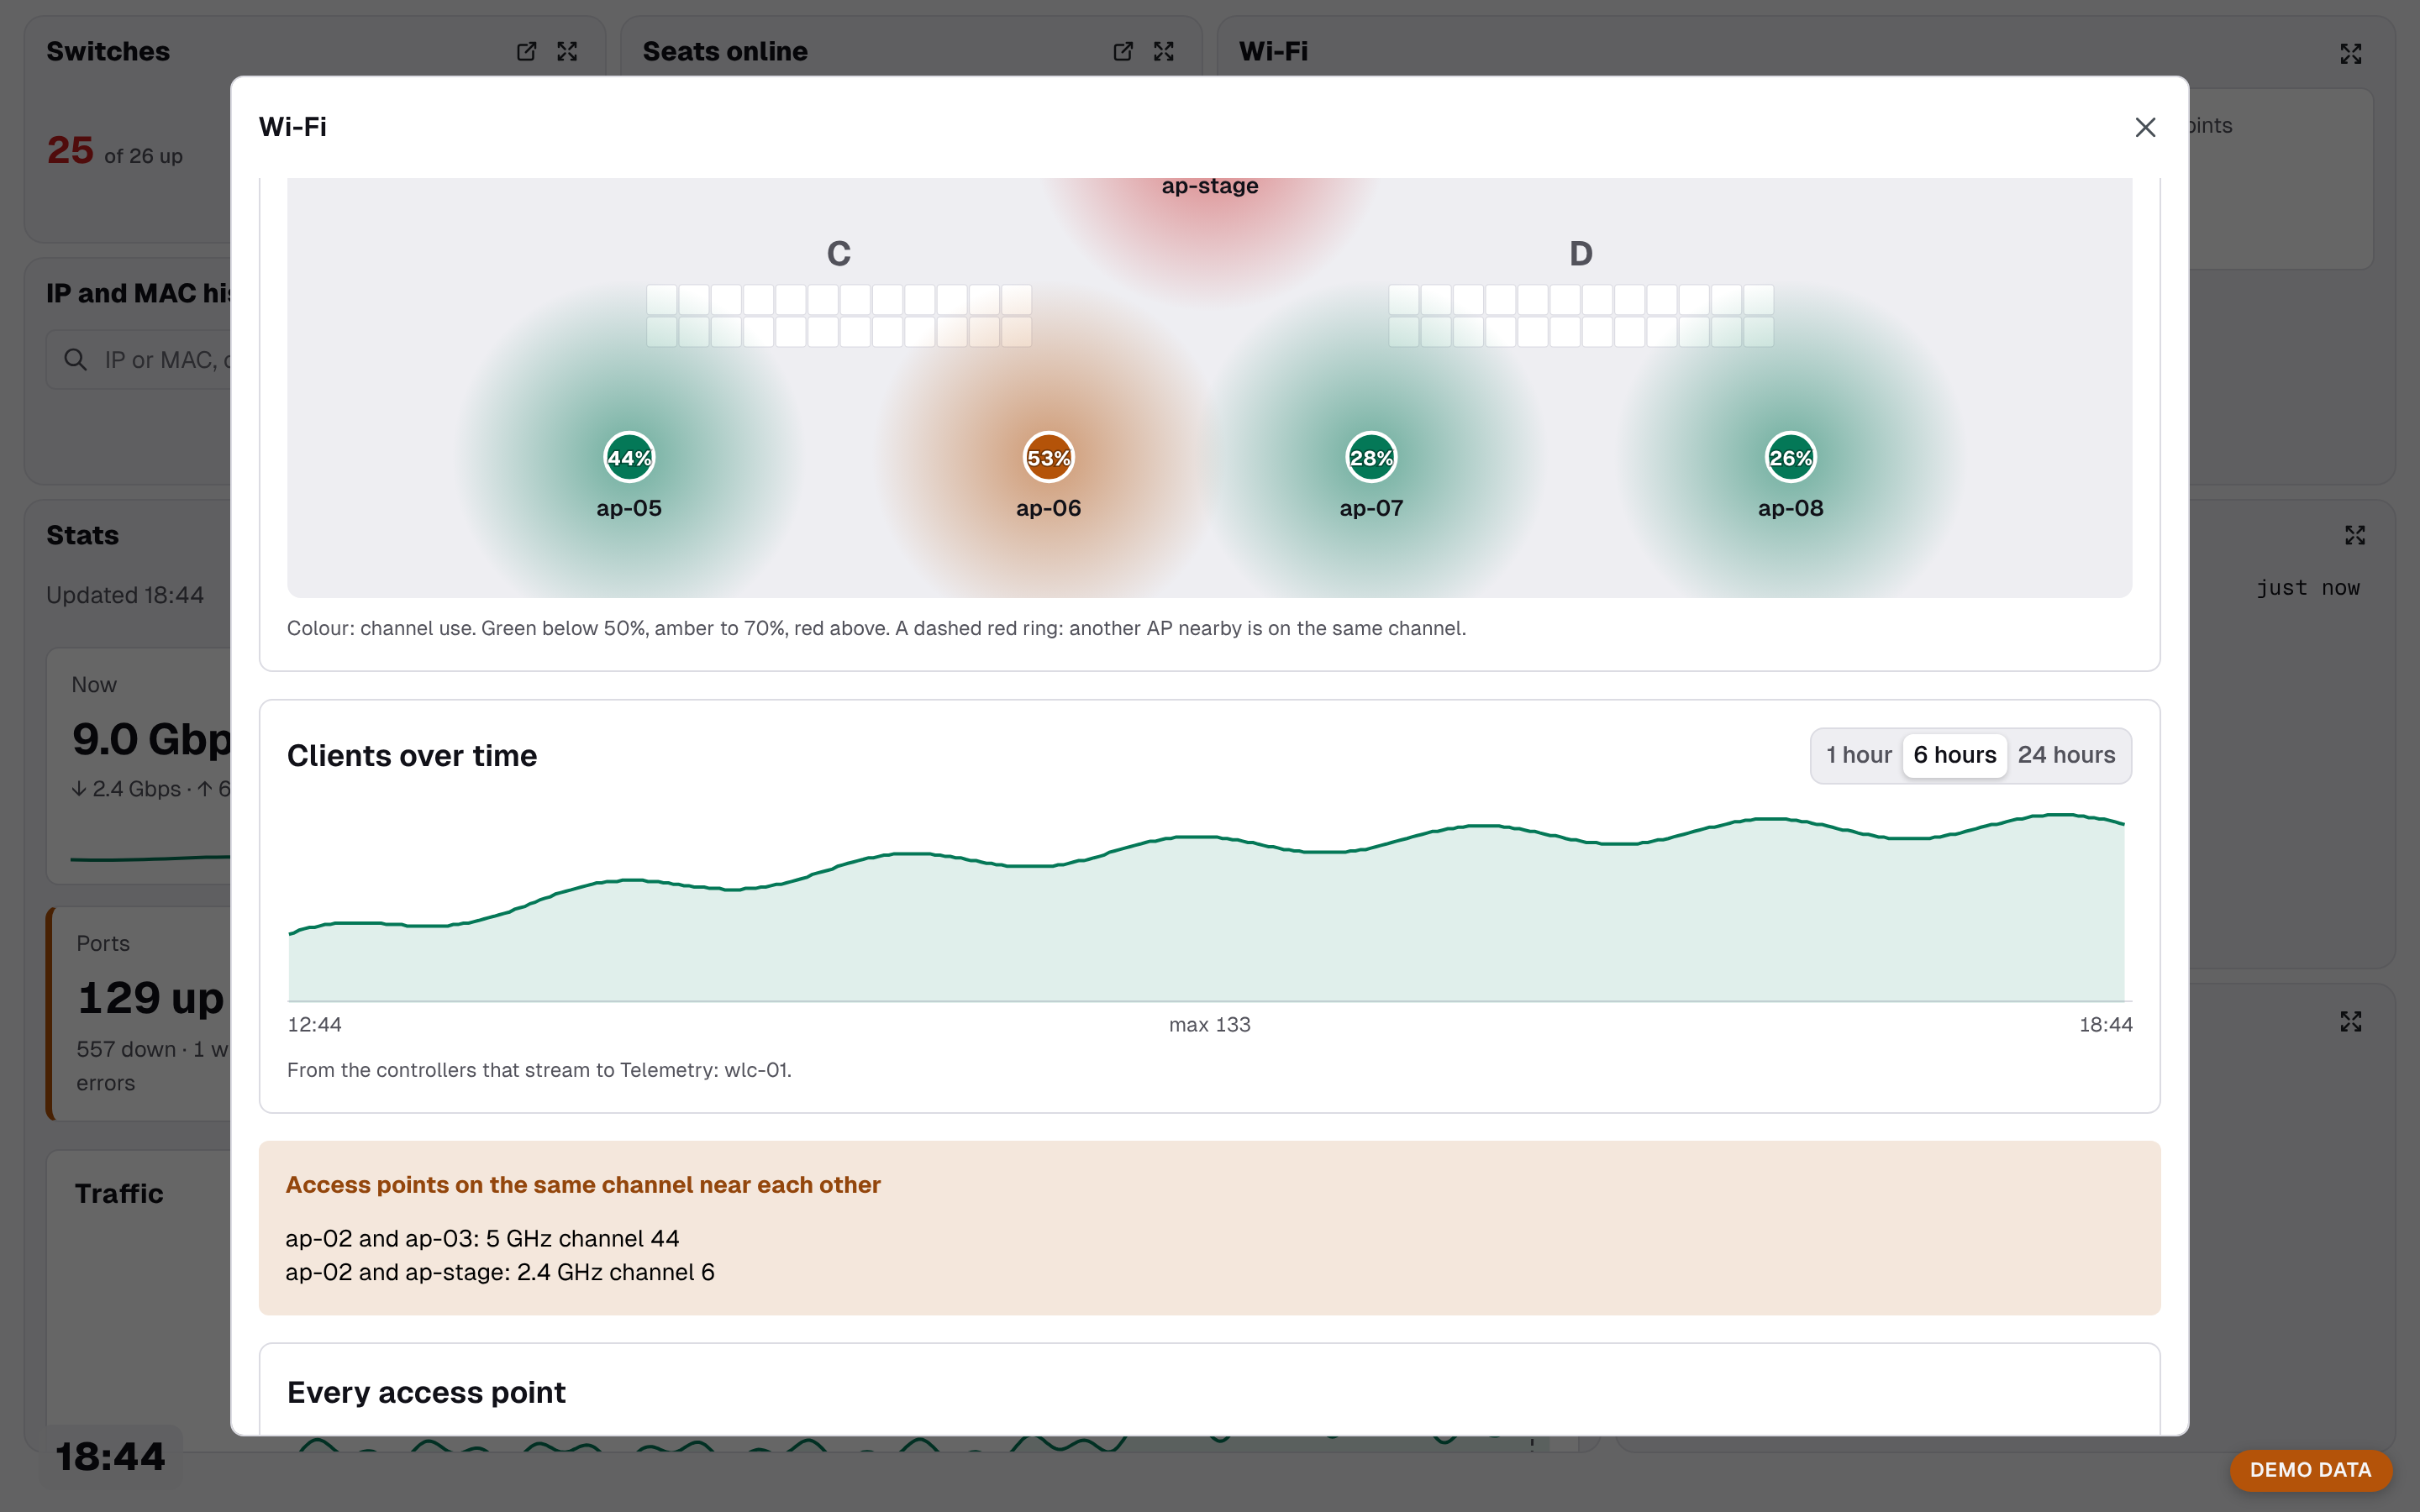 Switches
Seats online
Wi-Fi
25 of 26 up
Wi-Fi
ap-stage
C
D
IP and MAC
IP or MAC,
44%
53%
28%
26%
ap-05
ap-06
ap-07
ap-08
Stats
Updated 18:44
just now
Colour: channel use. Green below 50%, amber to 70%, red above. A dashed red ring: another AP nearby is on the same channel.
Now
9.0
↓ 2.4 Gbps · ↑
Clients over time
1 hour
6 hours
24 hours
Ports
129 up
557 down · 1
errors
12:44
max 133
18:44
From the controllers that stream to Telemetry: wlc-01.
Access points on the same channel near each other
ap-02 and ap-03: 5 GHz channel 44
ap-02 and ap-stage: 2.4 GHz channel 6
Traffic
Every access point
18:44
DEMO DATA